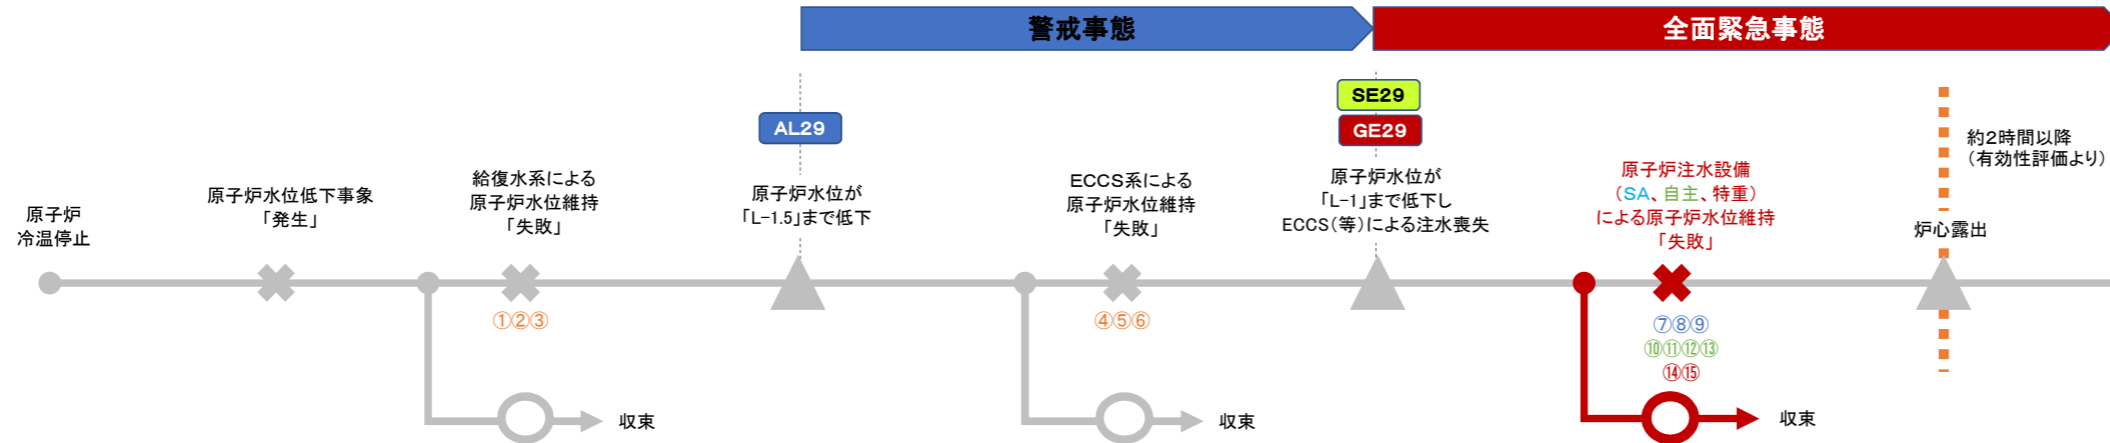 警戒事態
全面緊急事態
AL29
SE29
GE29
約2時間以降
（有効性評価より）
原子炉
冷温停止
原子炉水位低下事象
「発生」
給復水系による
原子炉水位維持
「失敗」
原子炉水位が
「L-1.5」まで低下
ECCS系による
原子炉水位維持
「失敗」
原子炉水位が
「L-1」まで低下し
ECCS（等）による注水喪失
原子炉注水設備
（SA、自主、特重）
による原子炉水位維持
「失敗」
炉心露出
①②③
④⑤⑥
⑦⑧⑨
⑩⑪⑫⑬
⑭⑮
収束
収束
収束